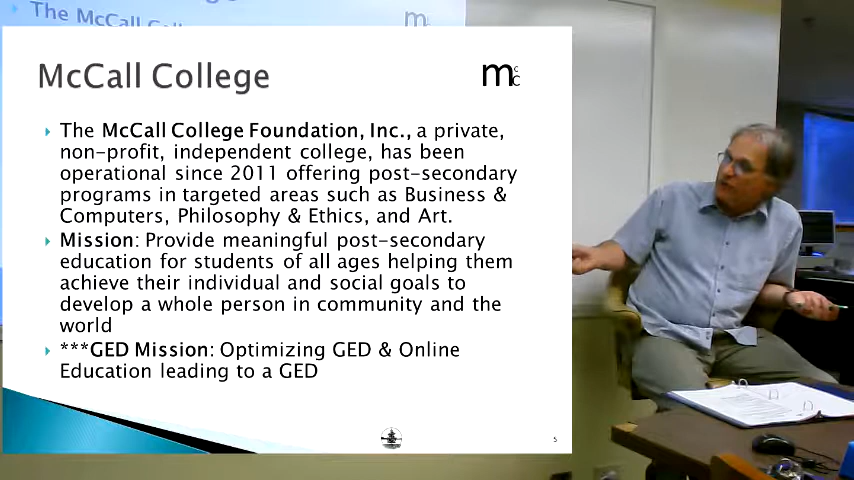 The McCall
m
McCall College
mcc
The McCall College Foundation, Inc., a private,
non-profit, independent college, has been
operational since 2011 offering post-secondary
programs in targeted areas such as Business &
Computers, Philosophy & Ethics, and Art.
Mission: Provide meaningful post-secondary
education for students of all ages helping them
achieve their individual and social goals to
develop a whole person in community and the
world
***GED Mission: Optimizing GED & Online
Education leading to a GED
5